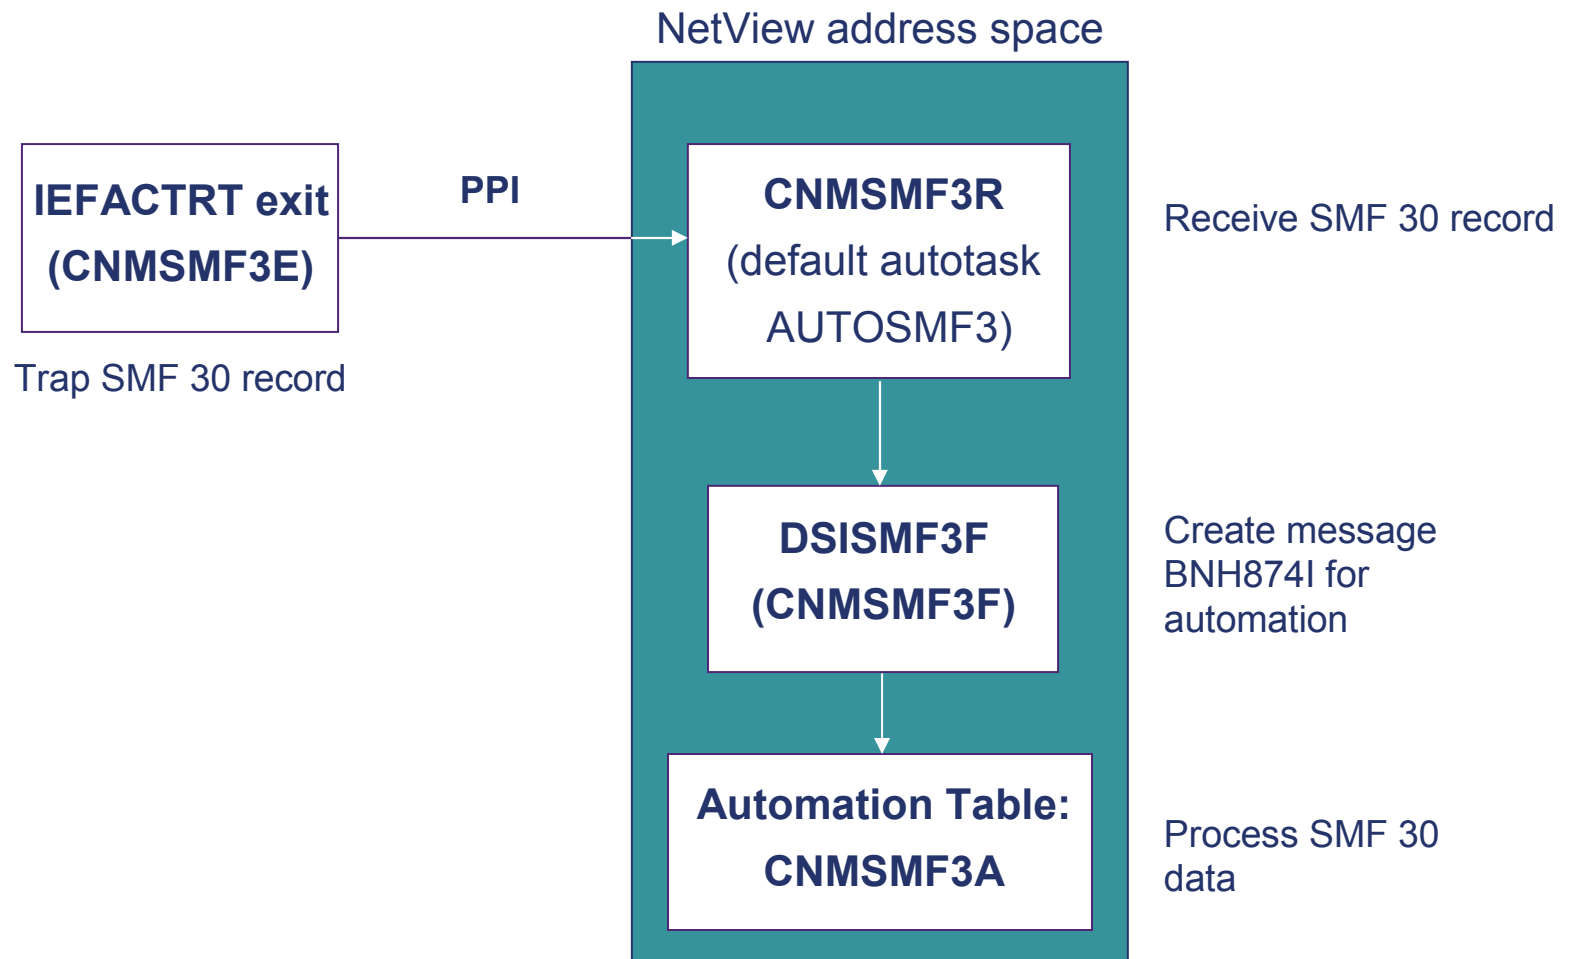 NetView address space
IEFACTRT exit
(CNMSMF3E)
Trap SMF 30 record
PPI
CNMSMF3R
(default autotask
AUTOSMF3)
Receive SMF 30 record
DSISMF3F
(CNMSMF3F)
Create message
BNH874I for
automation
Automation Table:
CNMSMF3A
Process SMF 30
data